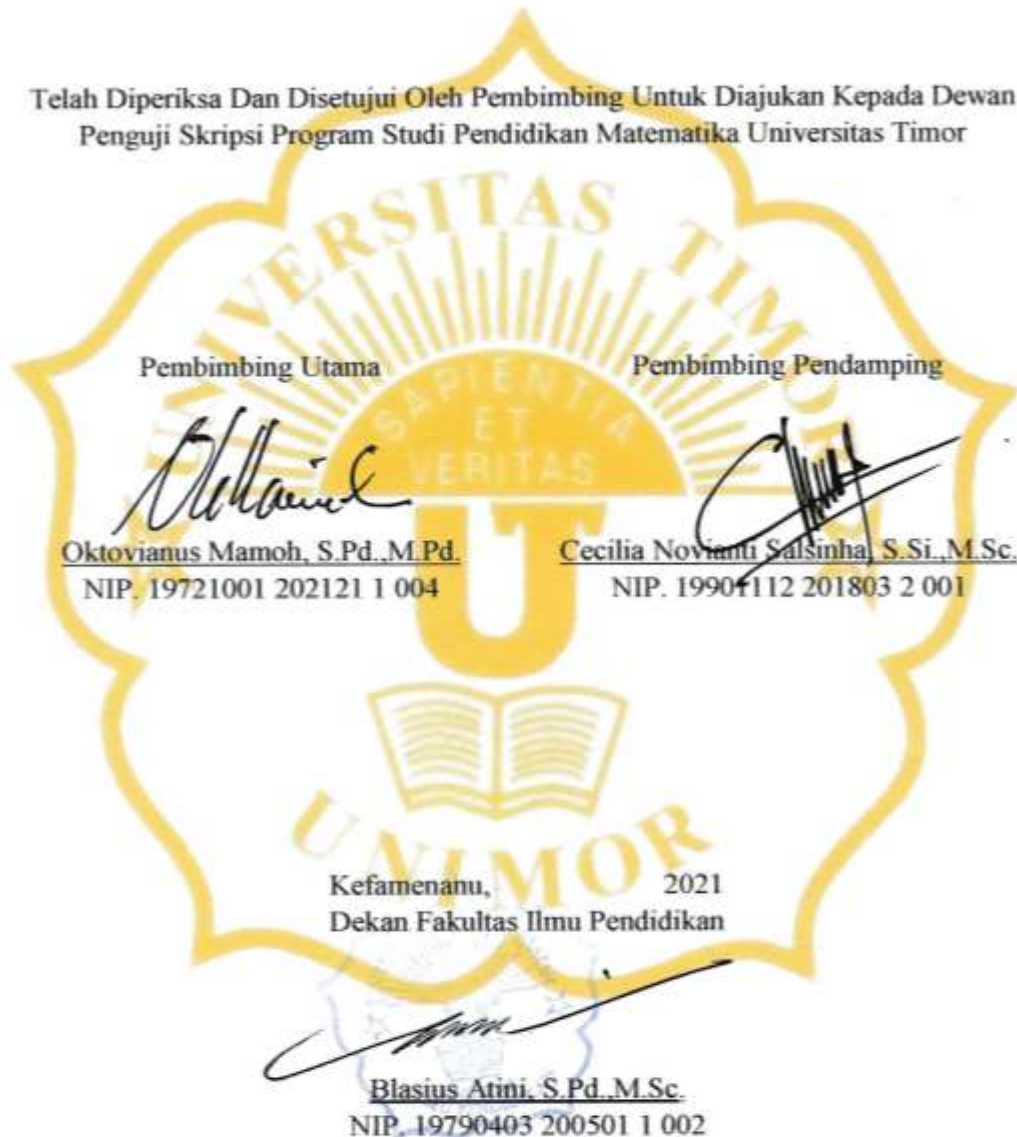 Telah Diperiksa Dan Disetujui Oleh Pembimbing Untuk Diajukan Kepada Dewan
Penguji Skripsi Program Studi Pendidikan Matematika Universitas Timor
UNIVERSITAS TIMOR
Pembimbing Utama
Pembimbing Pendamping
SAPIENTIA
ET
VERITAS
Oktovianus Mamoh, S.Pd.,M.Pd.
NIP. 19721001 202121 1 004
Cecilia Novianti Salsinha, S.Si.,M.Sc.
NIP. 19901112 201803 2 001
UT
UNIMOR
Kefamenanu, 2021
Dekan Fakultas Ilmu Pendidikan
Blasius Atini, S.Pd.,M.Sc.
NIP. 19790403 200501 1 002